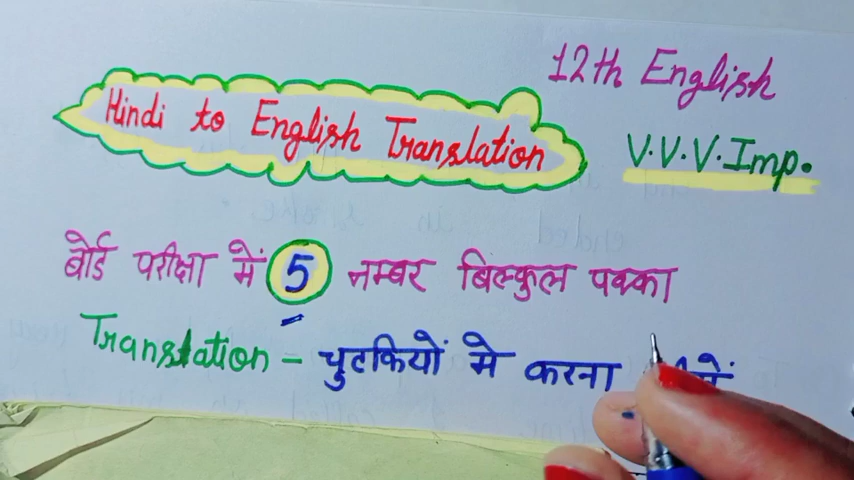 12th English
Hindi to English Translation
V.V.V.Imp.
बोर्ड परीक्षा में 5 नम्बर बिल्कुल पक्का
Translation - चुटकियों मे करना